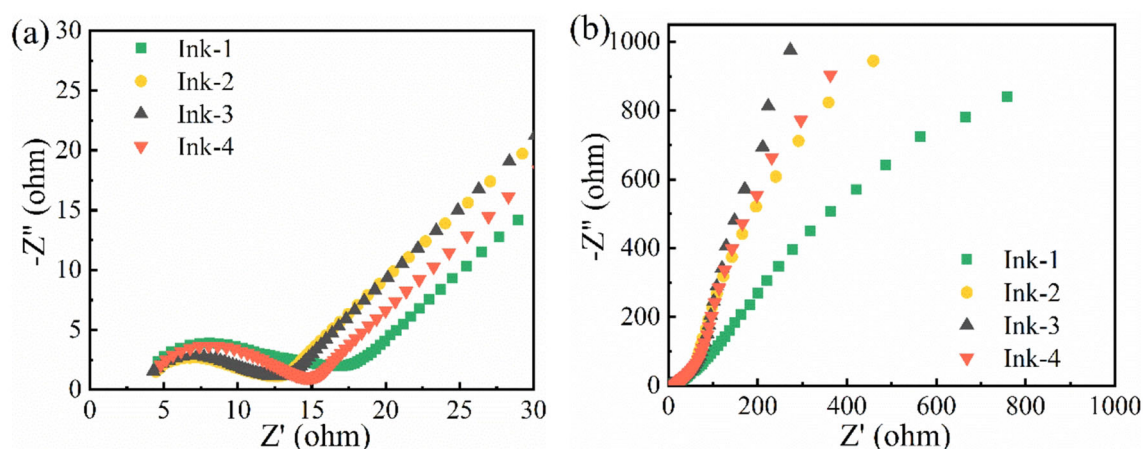 (a)
Ink-1
Ink-2
Ink-3
Ink-4
-Z" (ohm)
30
25
20
15
10
5
0
0 5 10 15 20 25 30
Z' (ohm)
(b)
-Z" (ohm)
1000
800
600
400
200
0
Ink-1
Ink-2
Ink-3
Ink-4
0 200 400 600 800 1000
Z' (ohm)